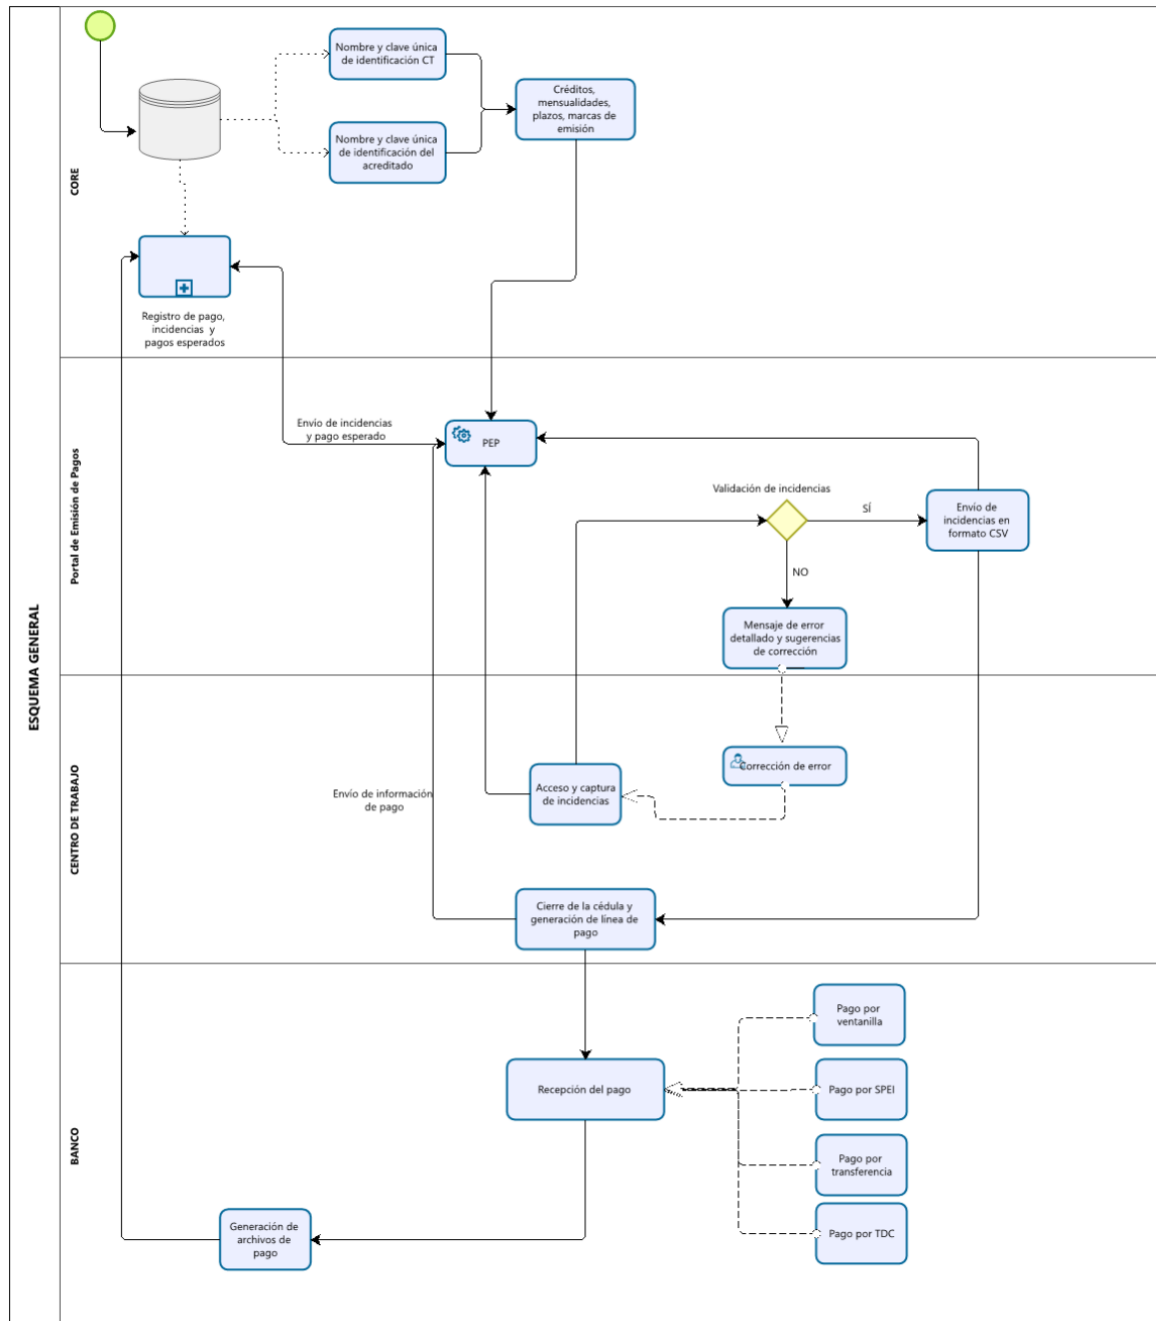 ESQUEMA GENERAL
CORE
Nombre y clave única
de identificación CT
Nombre y clave única
de identificación del
acreditado
Créditos,
mensualidades,
plazos, marcas de
emisión
Registro de pago,
incidencias y
pagos esperados
Portal de Emisión de Pagos
Envío de incidencias
y pago esperado
PEP
Validación de incidencias
SÍ
Envío de
incidencias en
formato CSV
NO
Mensaje de error
detallado y sugerencias
de corrección
CENTRO DE TRABAJO
Corrección de error
Acceso y captura
de incidencias
Envío de información
de pago
Cierre de la cédula y
generación de línea de
pago
BANCO
Pago por
ventanilla
Recepción del pago
Pago por SPEI
Pago por
transferencia
Pago por TDC
Generación de
archivos de
pago